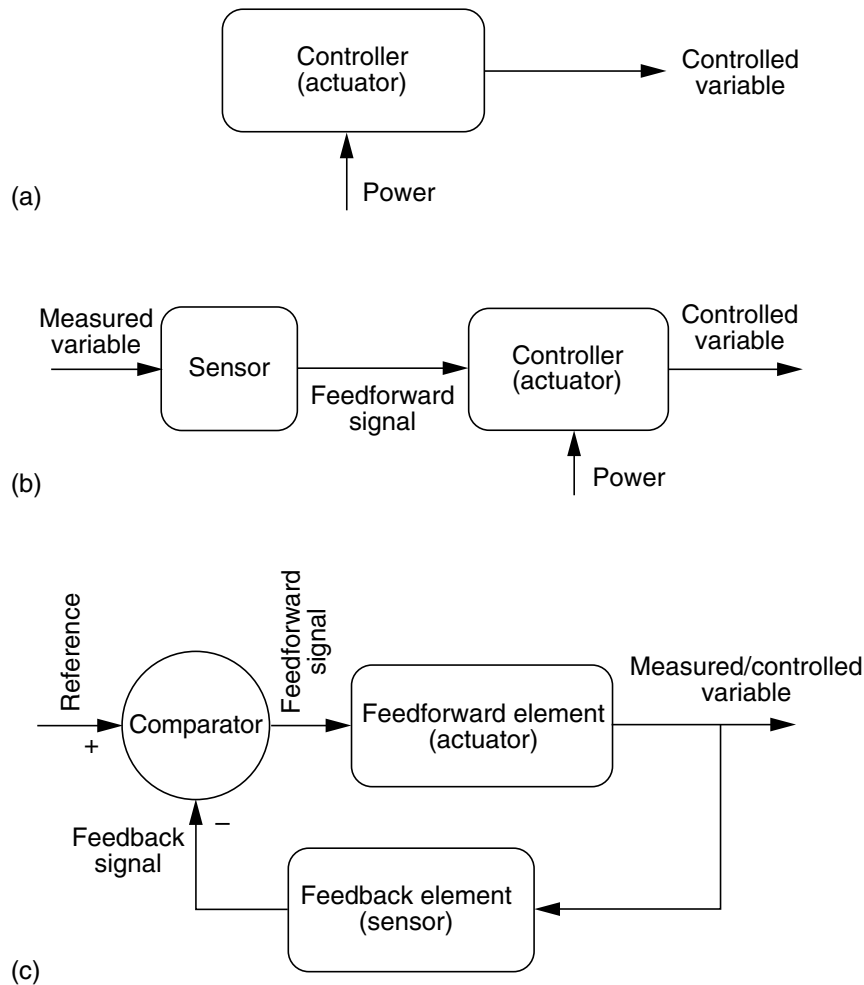 Controller
(actuator)
Controlled
variable
Power
(a)
Measured
variable
Sensor
Feedforward
signal
Controller
(actuator)
Controlled
variable
Power
(b)
Reference
+
Comparator
Feedforward
signal
Feedforward element
(actuator)
Measured/controlled
variable
–
Feedback
signal
Feedback element
(sensor)
(c)